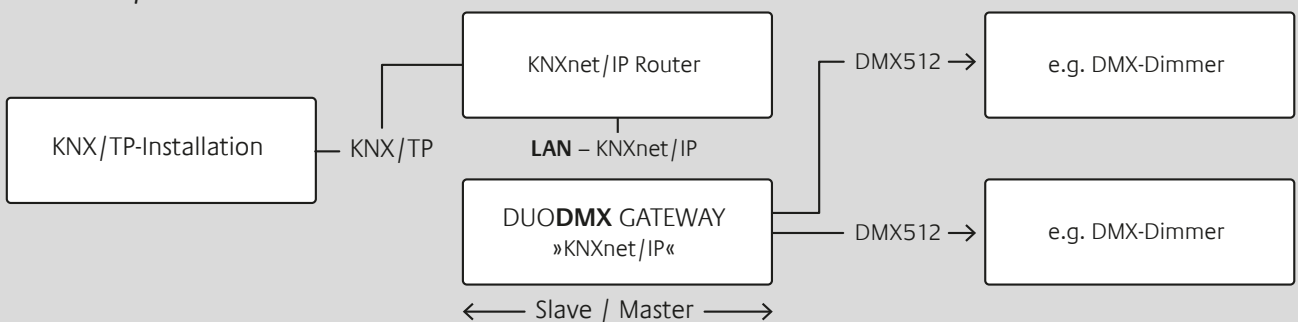 KNXnet/IP Router
DMX512
e.g. DMX-Dimmer
KNX/TP-Installation
KNX/TP
LAN – KNXnet/IP
DUODMX GATEWAY
»KNXnet/IP«
DMX512
e.g. DMX-Dimmer
Slave / Master